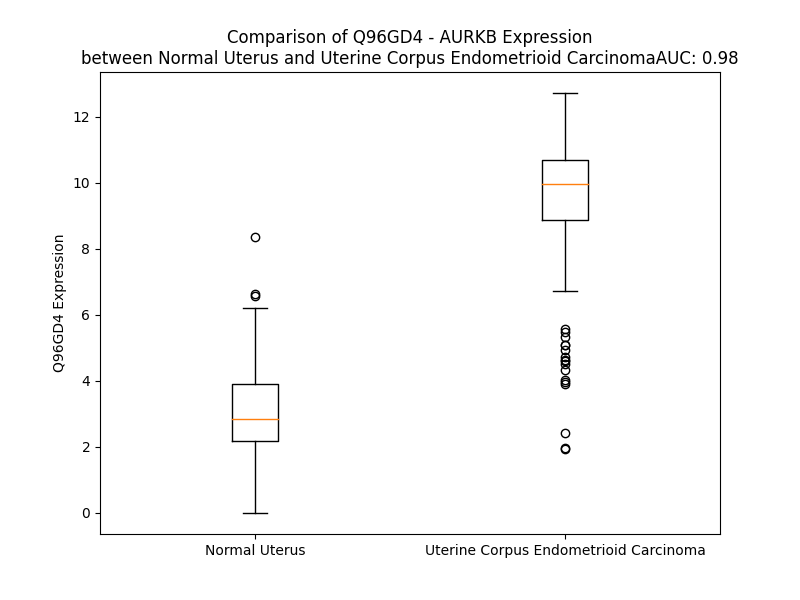 Comparison of Q96GD4 - AURKB Expression
between Normal Uterus and Uterine Corpus Endometrioid CarcinomaAUC: 0.98
12
10
8
6
4
2
0
Q96GD4 Expression
Normal Uterus
Uterine Corpus Endometrioid Carcinoma